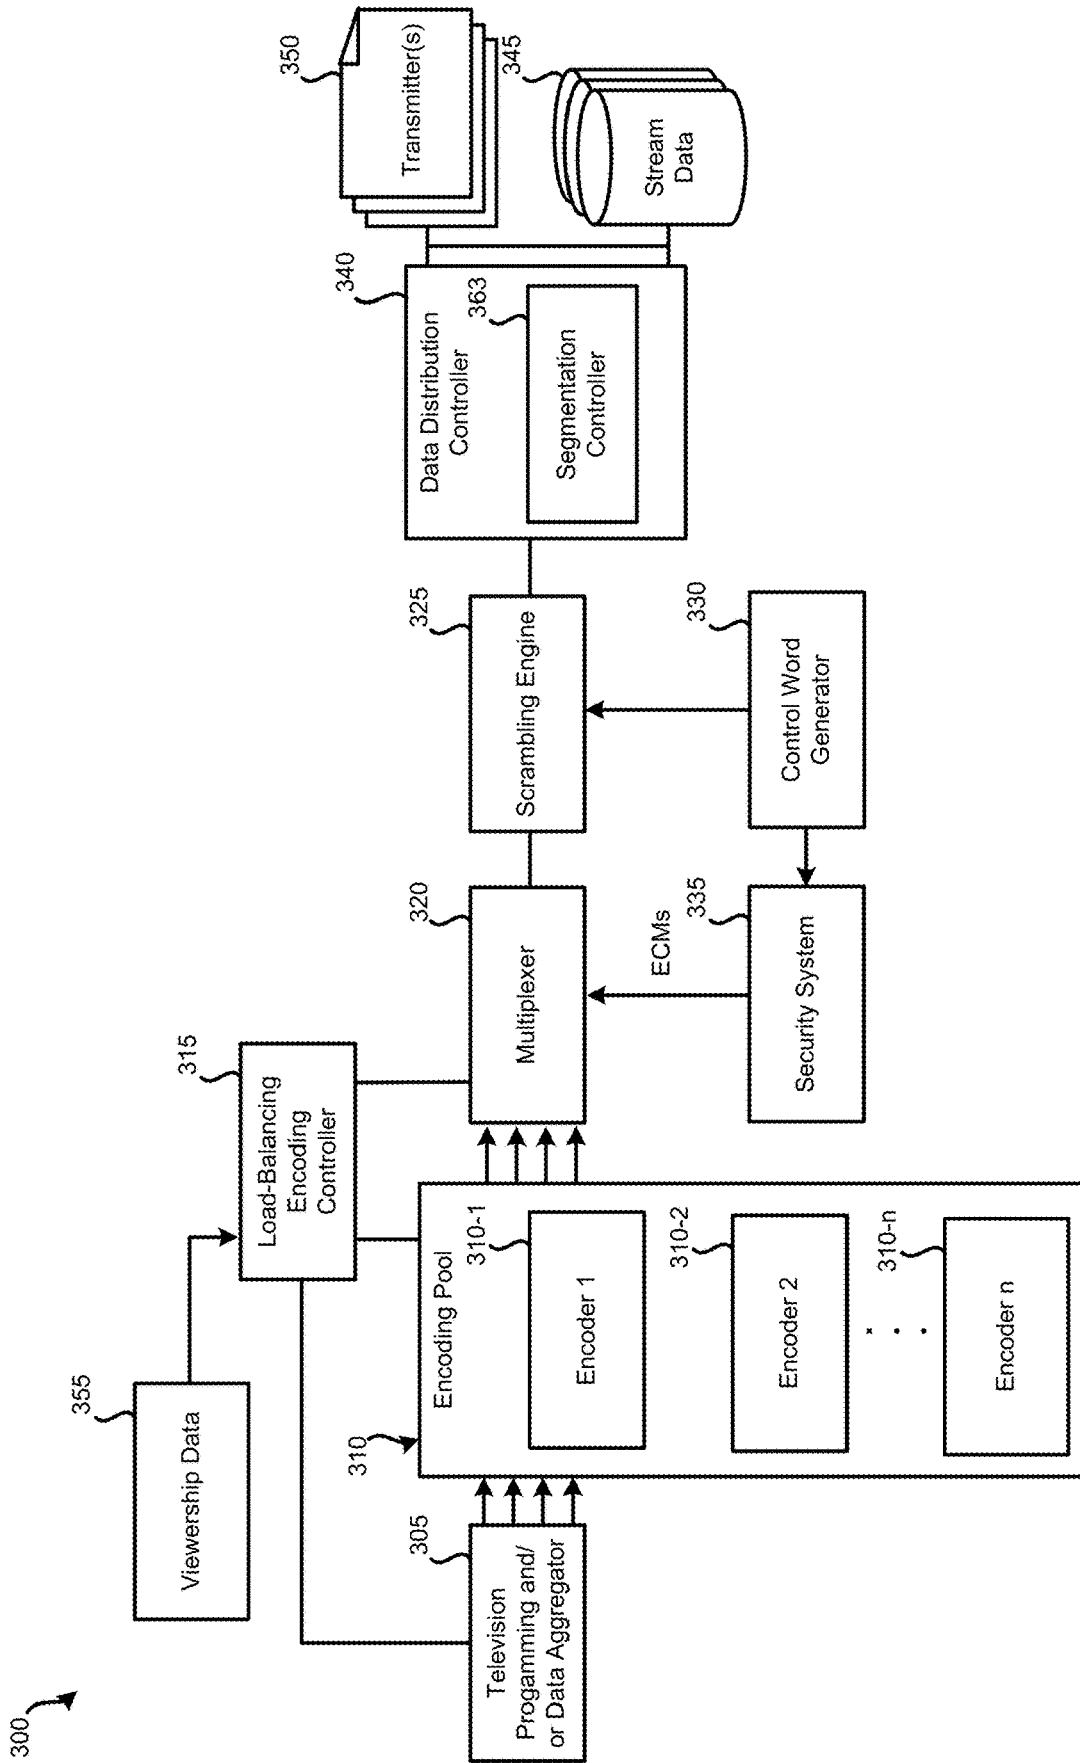 300
355
Viewership Data
315
Load-Balancing
Encoding
Controller
305
Television
Progamming and/
or Data Aggregator
310
Encoding Pool
310-1
Encoder 1
310-2
Encoder 2
310-n
Encoder n
320
Multiplexer
ECMs
335
Security System
325
Scrambling Engine
330
Control Word
Generator
340
Data Distribution
Controller
363
Segmentation
Controller
350
Transmitter(s)
345
Stream
Data